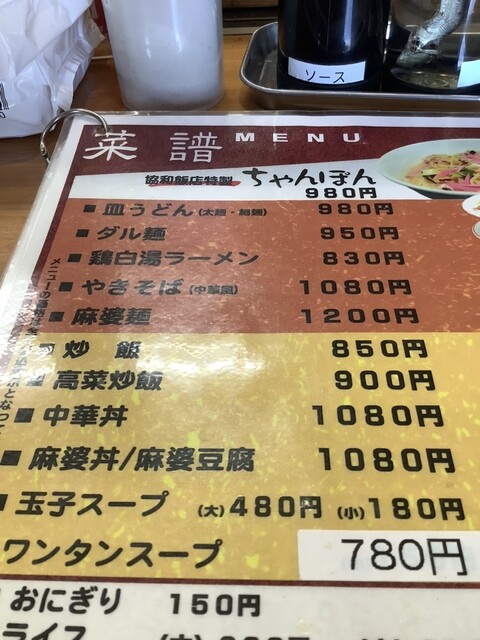 ソース
菜譜 MENU
協和飯店特製 ちゃんぽん
980円
■ 皿うどん(太麺・細麺) 980円
■ ダル麺 950円
■ 鶏白湯ラーメン 830円
■ やきそば(中華風) 1080円
■ 麻婆麺 1200円
■ 炒飯 850円
■ 高菜炒飯 900円
■ 中華丼 1080円
■ 麻婆丼/麻婆豆腐 1080円
■ 玉子スープ (大)480円 (小)180円
ワンタンスープ 780円
おにぎり 150円
ライス